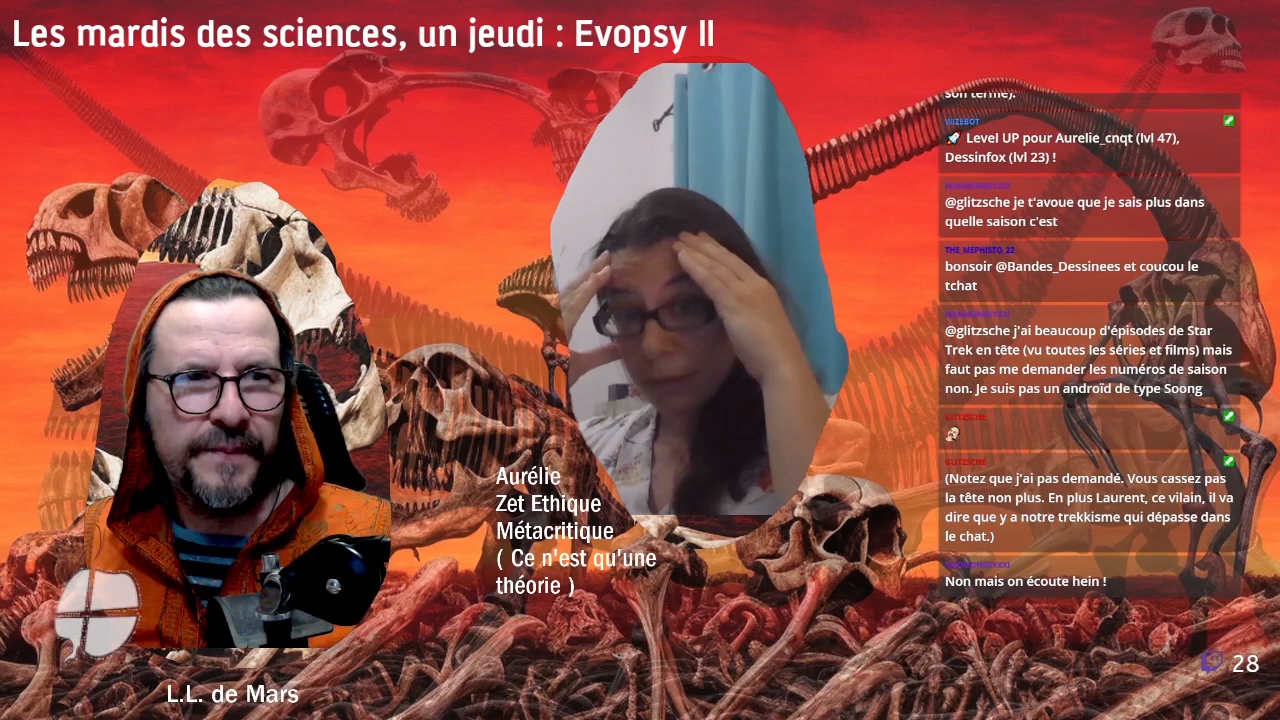 Les mardis des sciences, un jeudi : Evopsy II
son terme).
WIZEBOT
Level UP pour Aurelie_cnqt (lvl 47),
Dessinfox (lvl 23) !
@glitzsche je t'avoue que je sais plus dans
quelle saison c'est
THE_MEPHISTO_22
bonsoir @Bandes_Dessinees et coucou le
tchat
@glitzsche j'ai beaucoup d'épisodes de Star
Trek en tête (vu toutes les séries et films) mais
faut pas me demander les numéros de saison
non. Je suis pas un androïd de type Soong
GLITZSCHE
GLITZSCHE
(Notez que j'ai pas demandé. Vous cassez pas
la tête non plus. En plus Laurent, ce vilain, il va
dire que y a notre trekkisme qui dépasse dans
le chat.)
Non mais on écoute hein !
Aurélie
Zet Ethique
Métacritique
( Ce n'est qu'une
théorie )
28
L.L. de Mars